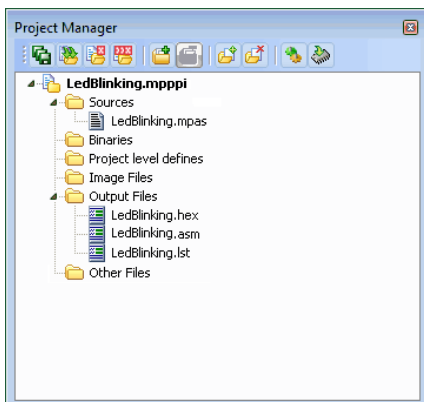 Project Manager
LedBlinking.mpppi
Sources
LedBlinking.mpas
Binaries
Project level defines
Image Files
Output Files
LedBlinking.hex
LedBlinking.asm
LedBlinking.lst
Other Files